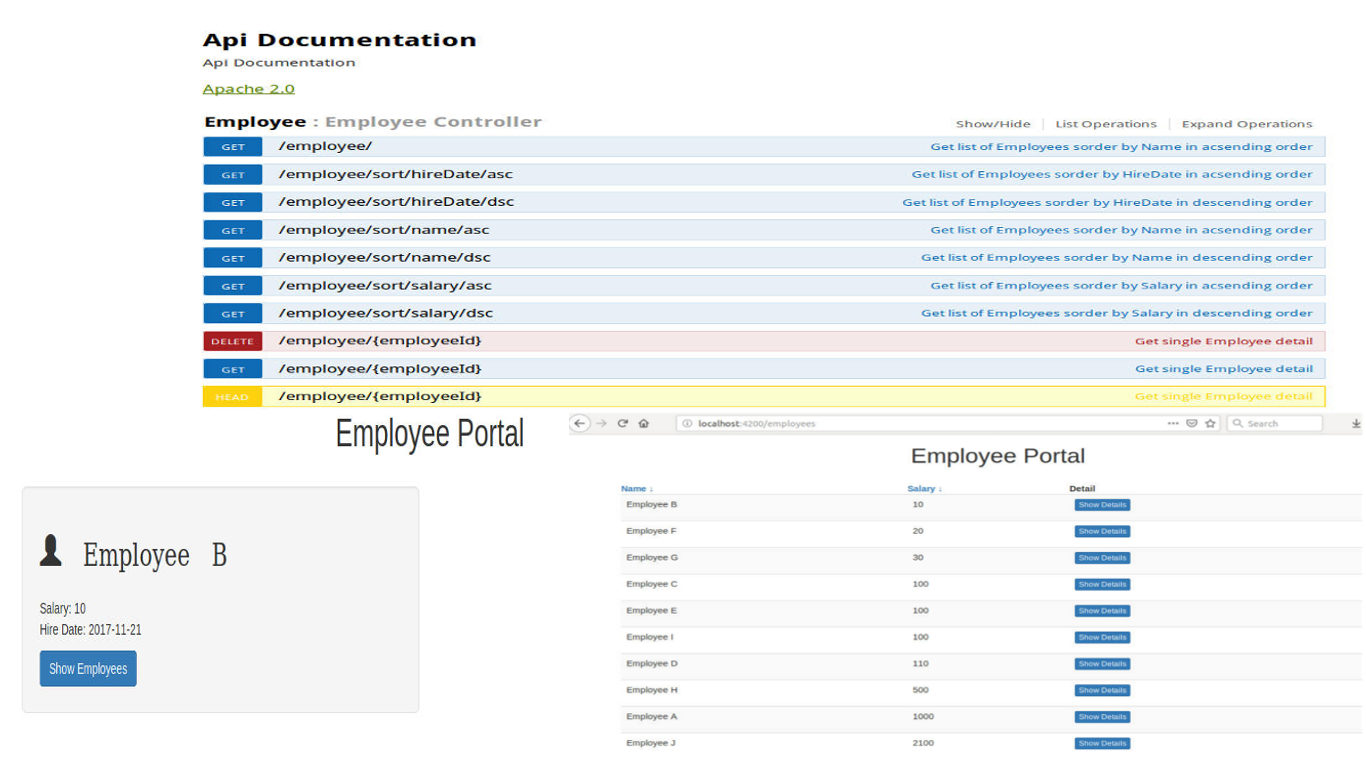 Api Documentation
Api Documentation
Apache 2.0
Employee : Employee Controller Show/Hide List Operations Expand Operations
GET /employee/ Get list of Employees sorder by Name in acsending order
GET /employee/sort/hireDate/asc Get list of Employees sorder by HireDate in acsending order
GET /employee/sort/hireDate/dsc Get list of Employees sorder by HireDate in descending order
GET /employee/sort/name/asc Get list of Employees sorder by Name in acsending order
GET /employee/sort/name/dsc Get list of Employees sorder by Name in descending order
GET /employee/sort/salary/asc Get list of Employees sorder by Salary in acsending order
GET /employee/sort/salary/dsc Get list of Employees sorder by Salary in descending order
DELETE /employee/{employeeId} Get single Employee detail
GET /employee/{employeeId} Get single Employee detail
HEAD /employee/{employeeId} Get single Employee detail
Employee Portal
Employee B
Salary: 10
Hire Date: 2017-11-21
Show Employees
localhost:4200/employees Search
Employee Portal
Name ↓ Salary ↓ Detail
Employee B 10 Show Details
Employee F 20 Show Details
Employee G 30 Show Details
Employee C 100 Show Details
Employee E 100 Show Details
Employee I 100 Show Details
Employee D 110 Show Details
Employee H 500 Show Details
Employee A 1000 Show Details
Employee J 2100 Show Details